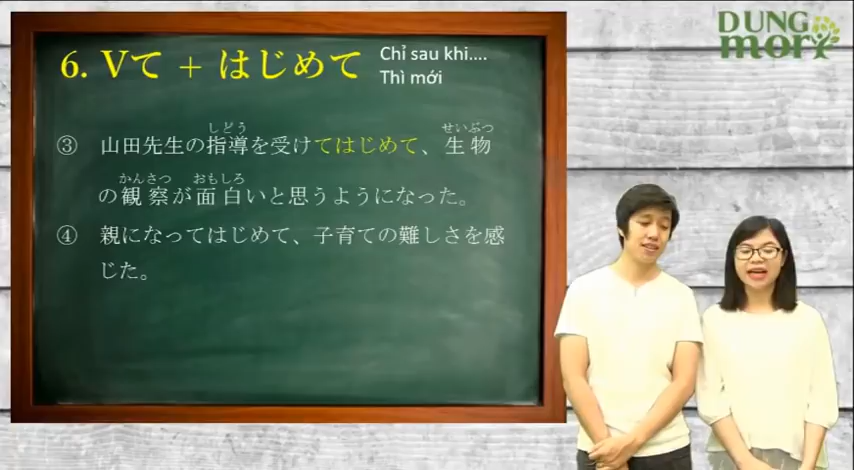 DUNG
mori
6. Vて + はじめて
Chỉ sau khi....
Thì mới
しどう せいぶつ
③ 山田先生の指導を受けてはじめて、生物
かんさつ おもしろ
の観察が面白いと思うようになった。
④ 親になってはじめて、子育ての難しさを感
じた。